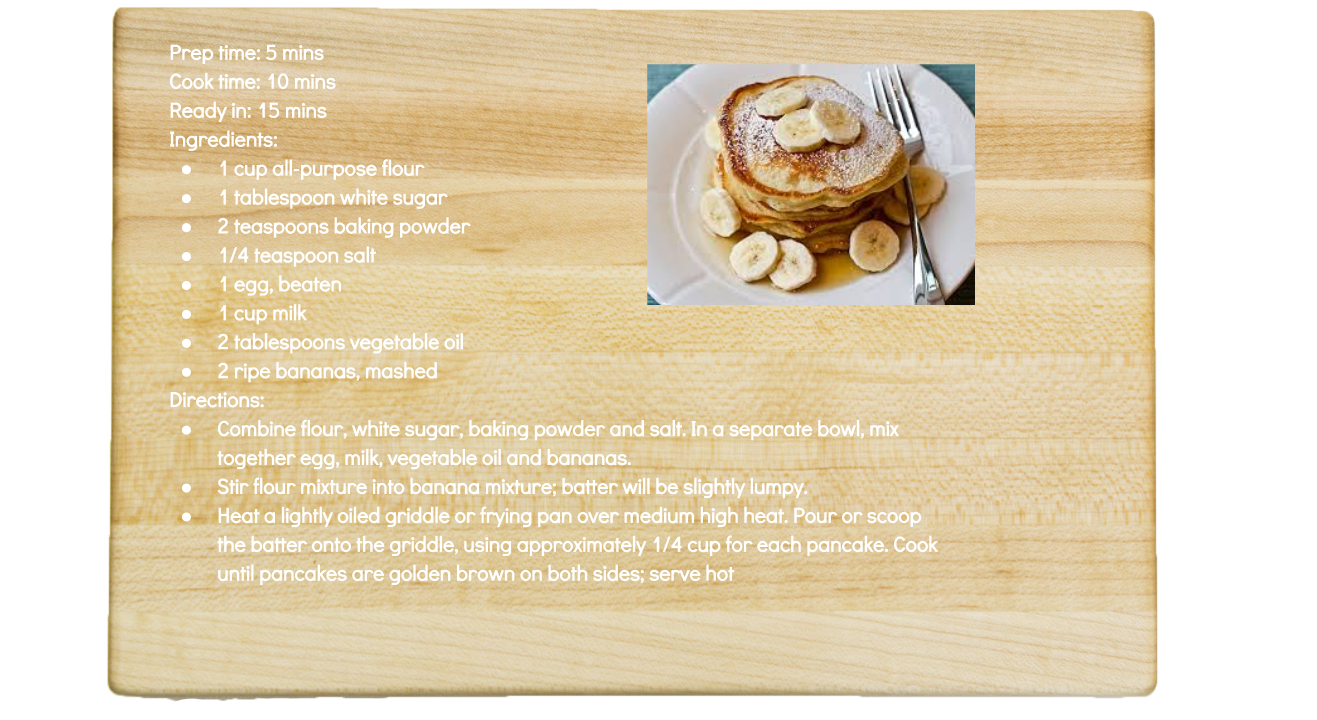 Prep time: 5 mins
Cook time: 10 mins
Ready in: 15 mins
Ingredients:
● 1 cup all-purpose flour
● 1 tablespoon white sugar
● 2 teaspoons baking powder
● 1/4 teaspoon salt
● 1 egg, beaten
● 1 cup milk
● 2 tablespoons vegetable oil
● 2 ripe bananas, mashed
Directions:
● Combine flour, white sugar, baking powder and salt. In a separate bowl, mix
together egg, milk, vegetable oil and bananas.
● Stir flour mixture into banana mixture; batter will be slightly lumpy.
● Heat a lightly oiled griddle or frying pan over medium high heat. Pour or scoop
the batter onto the griddle, using approximately 1/4 cup for each pancake. Cook
until pancakes are golden brown on both sides; serve hot